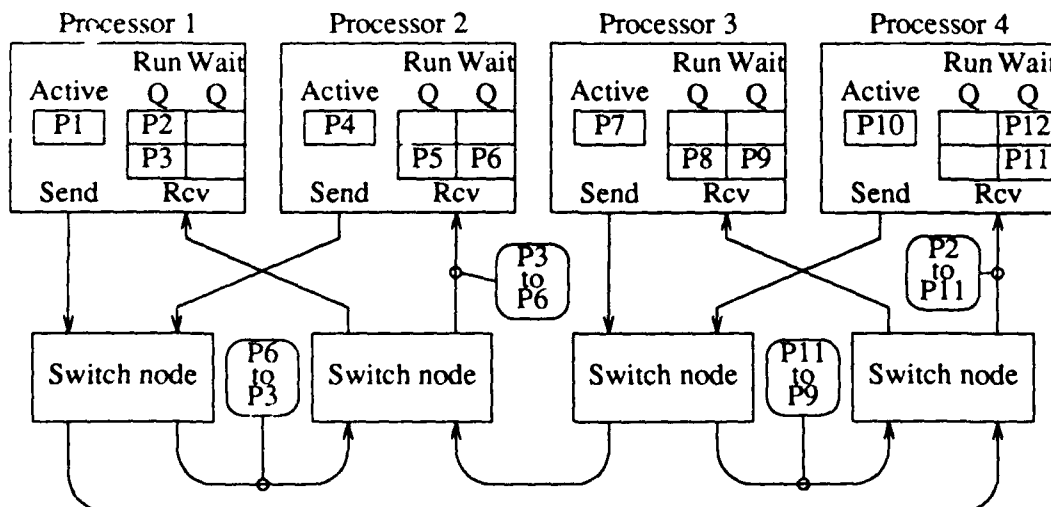 Processor 1 Processor 2 Processor 3 Processor 4
Run Wait Run Wait Run Wait Run Wait
Active Q Q Active Q Q Active Q Q Active Q Q
P1 P2 P4 P7 P10 P12
P3 P5 P6 P8 P9 P11
Send Rcv Send Rcv Send Rcv Send Rcv
P3
to
P6
P2
to
P11
Switch node
P6
to
P3
Switch node
Switch node
P11
to
P9
Switch node